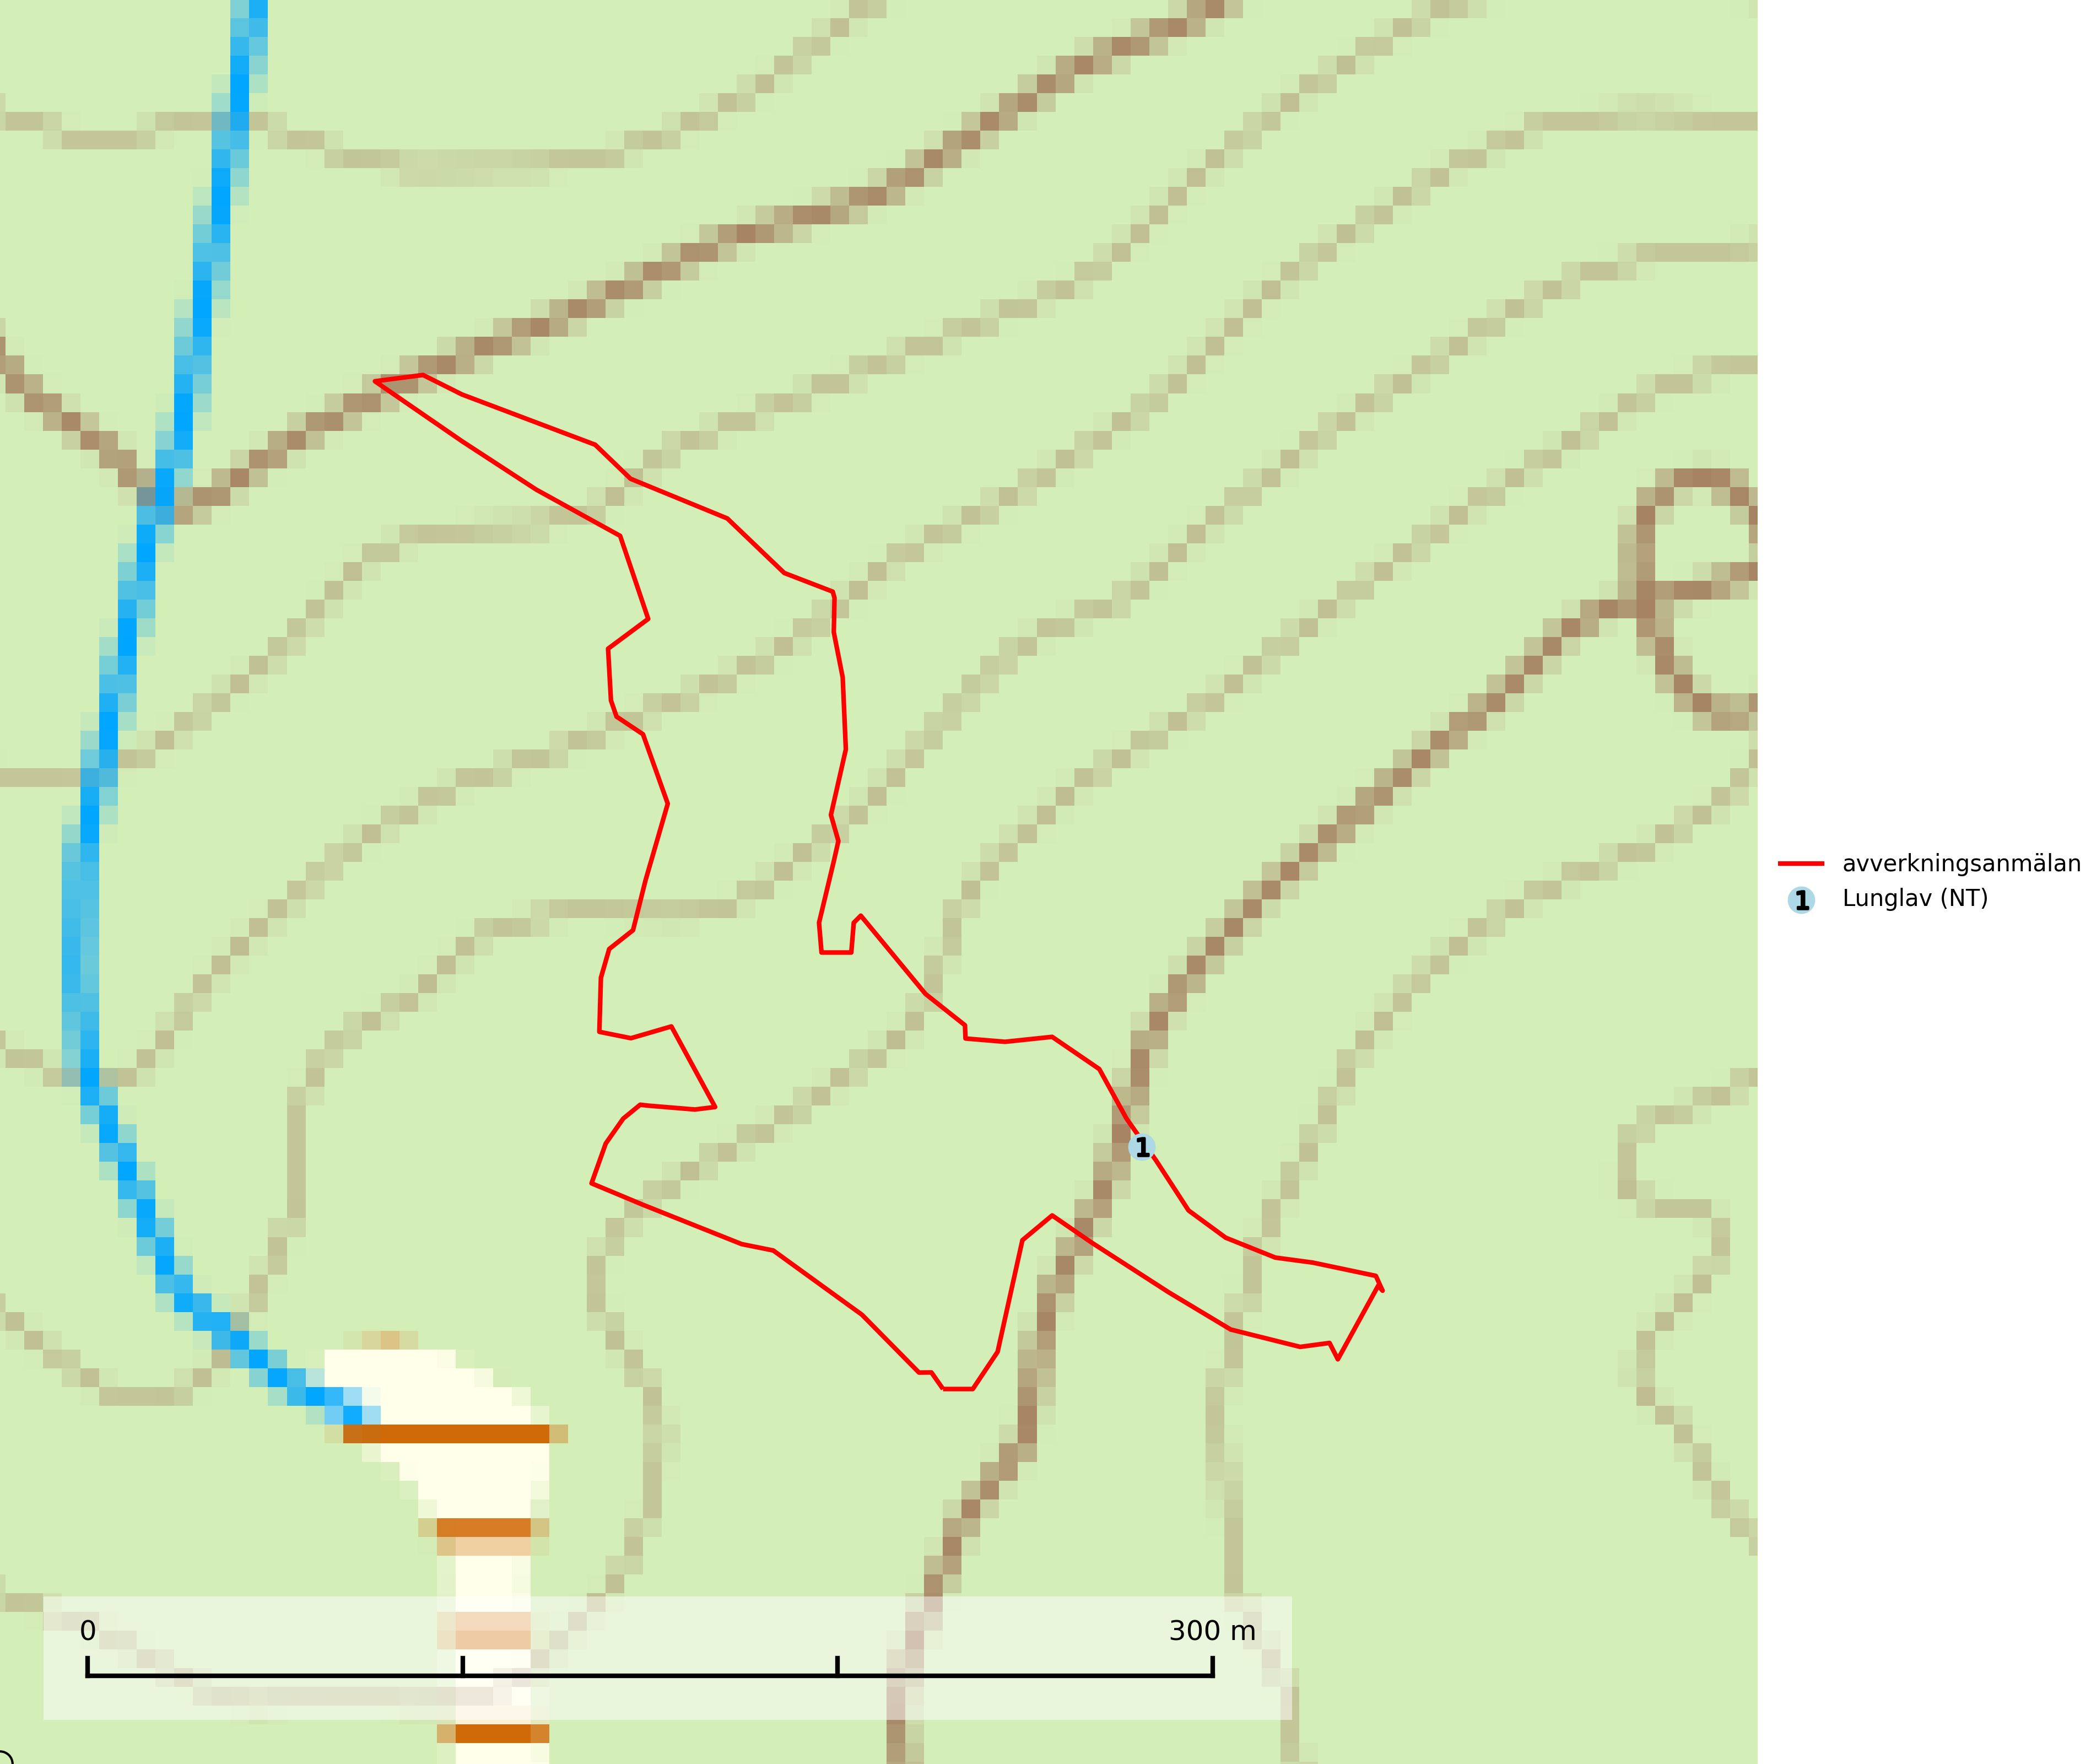 1
avverkningsanmälan
1 Lunglav (NT)
0 300 m